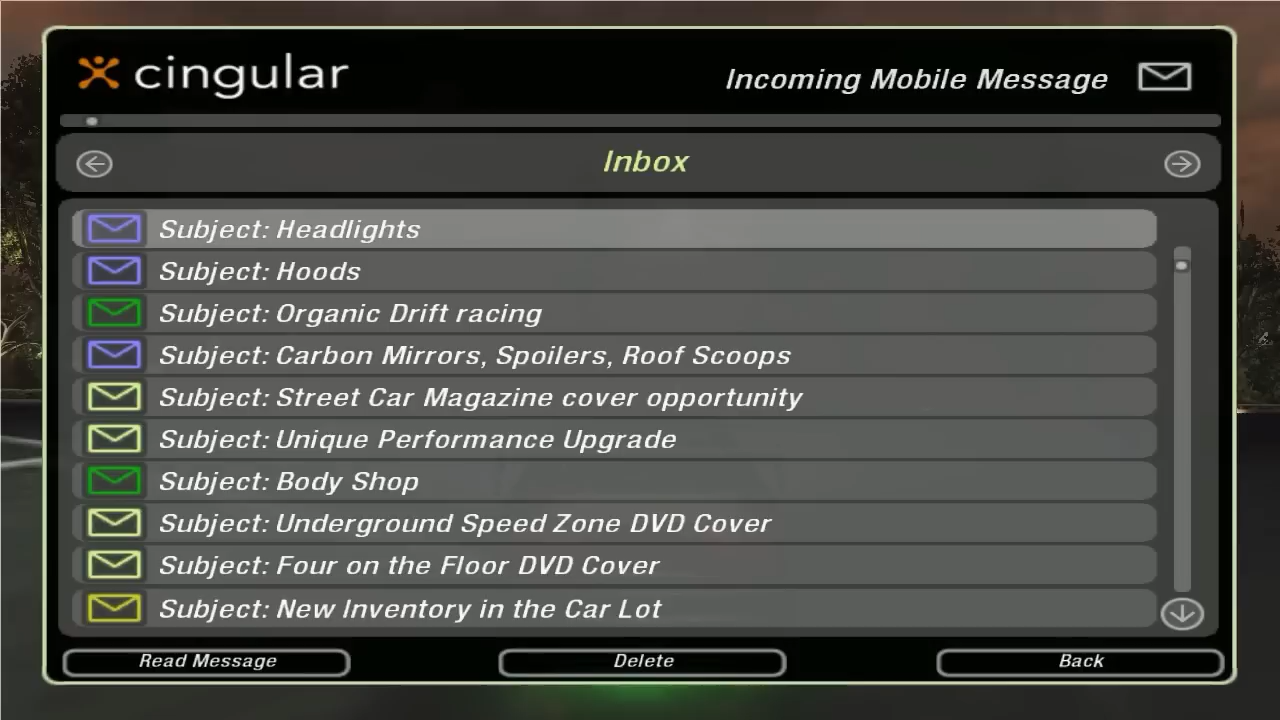 cingular
Incoming Mobile Message
Inbox
Subject: Headlights
Subject: Hoods
Subject: Organic Drift racing
Subject: Carbon Mirrors, Spoilers, Roof Scoops
Subject: Street Car Magazine cover opportunity
Subject: Unique Performance Upgrade
Subject: Body Shop
Subject: Underground Speed Zone DVD Cover
Subject: Four on the Floor DVD Cover
Subject: New Inventory in the Car Lot
Read Message
Delete
Back